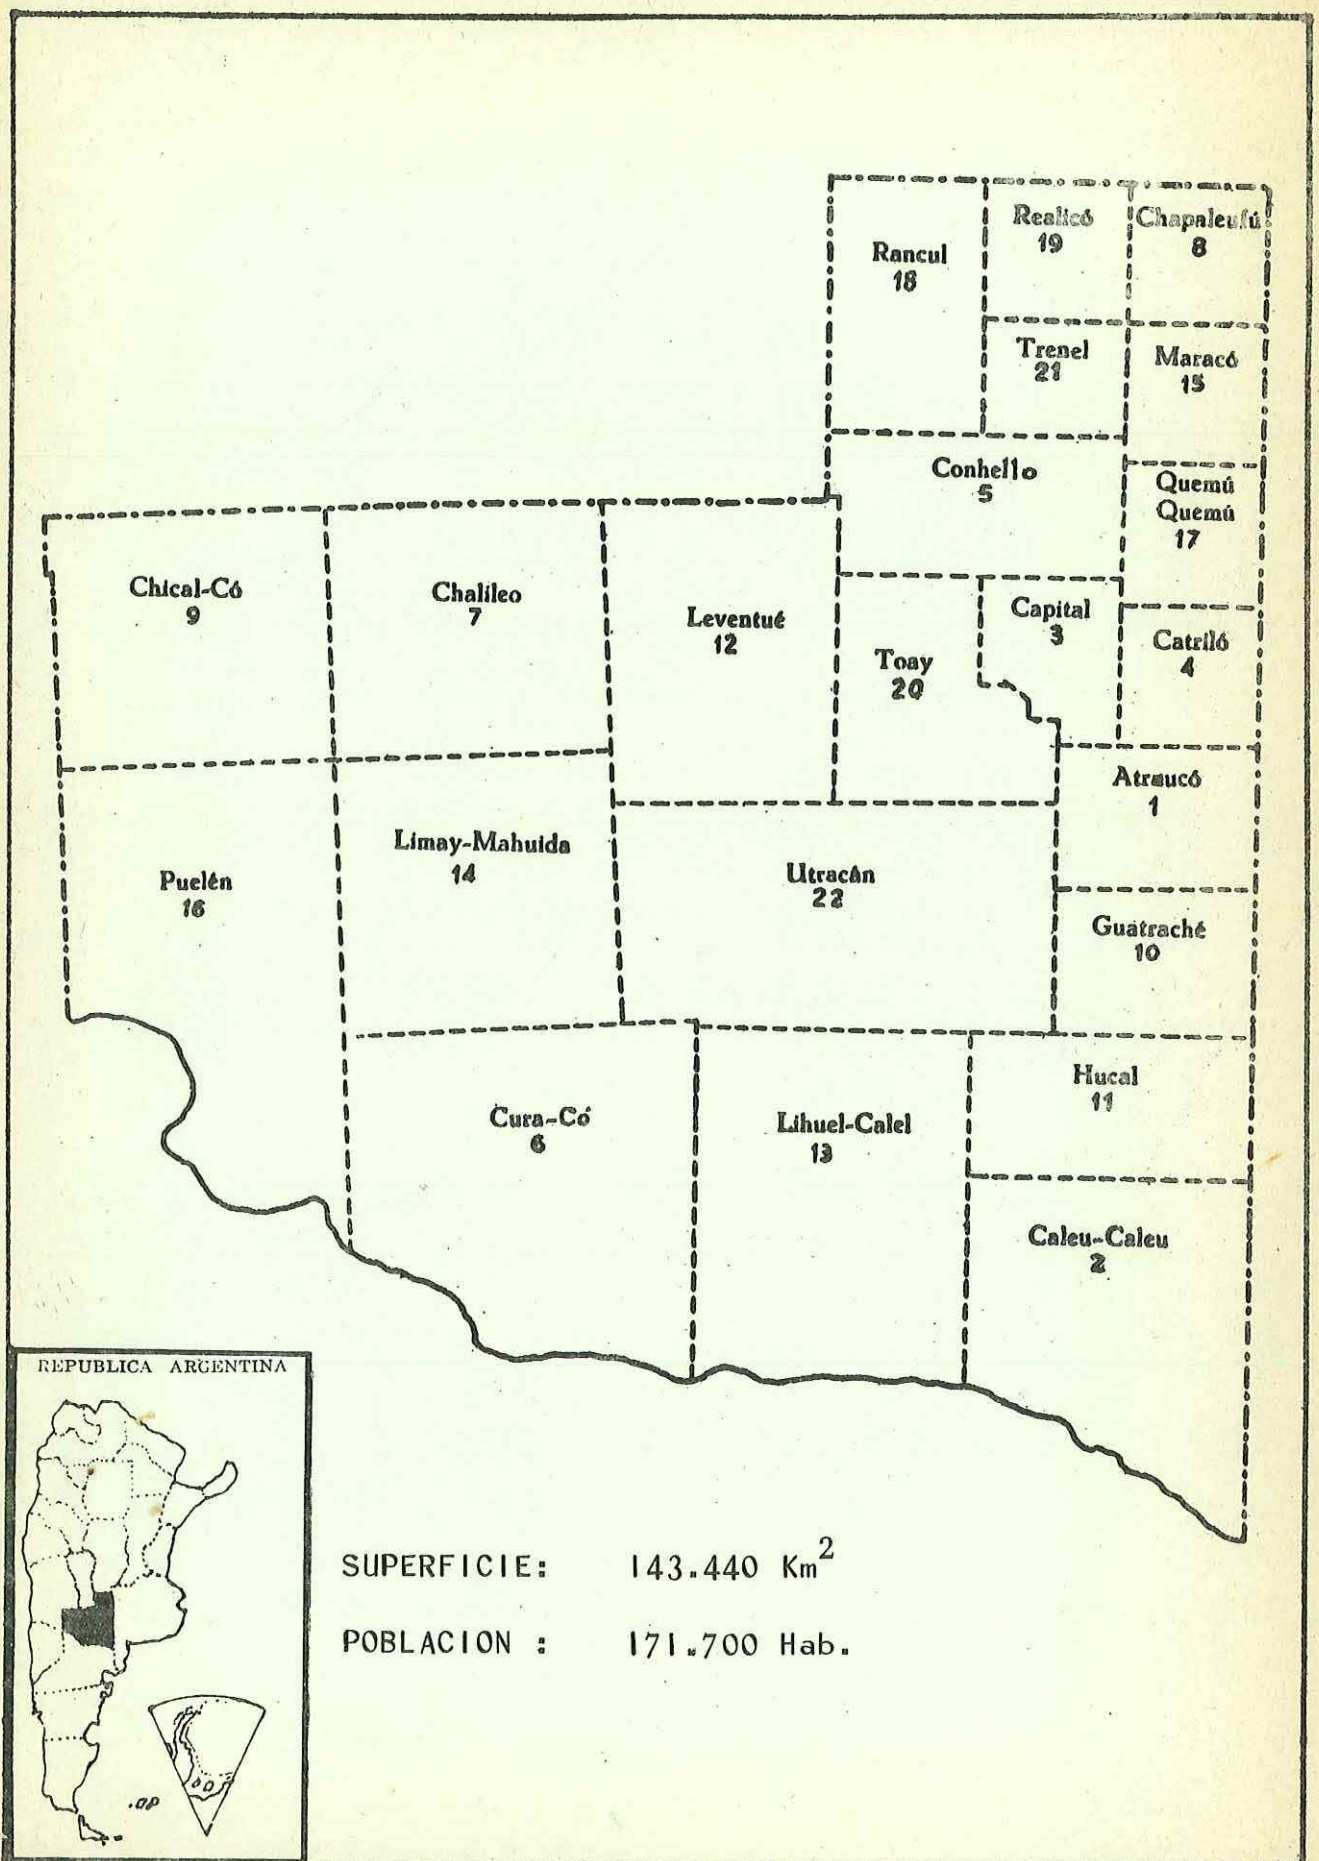 Realicó
19
Chapaleufú
8
Rancul
18
Trenel
21
Maracó
15
Conhello
5
Quemú
Quemú
17
Chical-Có
9
Chalileo
7
Leventué
12
Capital
3
Toay
20
Catriló
4
Atraucó
1
Limay-Mahuida
14
Puelén
16
Utracán
22
Guatraché
10
Hucal
11
Cura-Có
6
Lihuel-Calel
13
Caleu-Caleu
2
REPUBLICA ARGENTINA
SUPERFICIE: 143.440 Km²
POBLACION : 171.700 Hab.